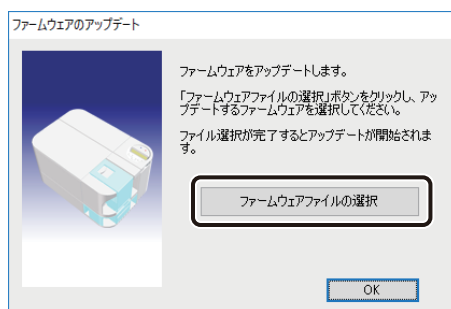 ファームウェアのアップデート
ファームウェアをアップデートします。
「ファームウェアファイルの選択」ボタンをクリックし、アッ
プデートするファームウェアを選択してください。
ファイル選択が完了するとアップデートが開始されま
す。
ファームウェアファイルの選択
OK